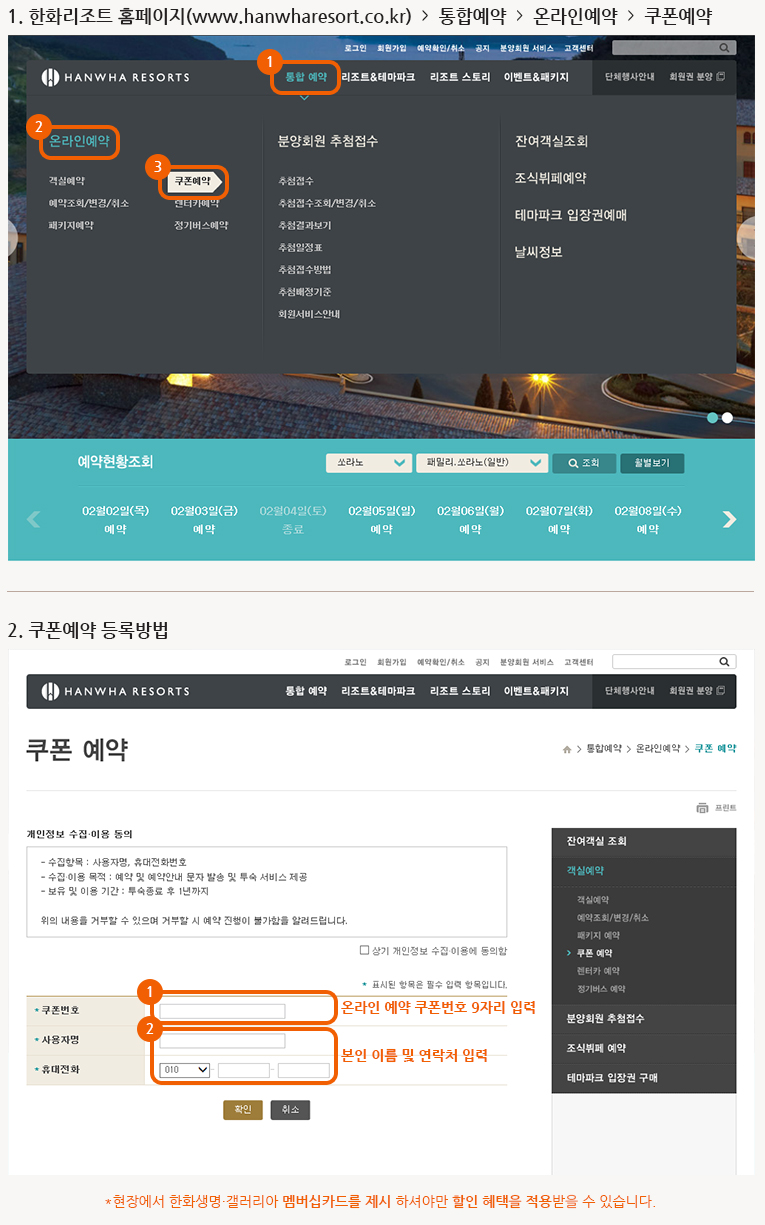 1. 한화리조트 홈페이지(www.hanwharesort.co.kr) > 통합예약 > 온라인예약 > 쿠폰예약
로그인 회원가입 예약확인/취소 공지 분양회원 서비스 고객센터
HANWHA RESORTS 1 통합 예약 리조트&테마파크 리조트 스토리 이벤트&패키지 단체행사안내 회원권 분양
2 온라인예약 분양회원 추첨접수 잔여객실조회
3
객실예약 쿠폰예약 추첨접수 조식뷔페예약
예약조회/변경/취소 렌터카예약 추첨접수조회/변경/취소 테마파크 입장권예매
패키지예약 정기버스예약 추첨결과보기
추첨일정표 날씨정보
추첨접수방법
추첨배정기준
회원서비스안내
예약현황조회 쏘라노 패밀리.쏘라노(일반) 조회 월별보기
02월02일(목) 02월03일(금) 02월04일(토) 02월05일(일) 02월06일(월) 02월07일(화) 02월08일(수)
예약 예약 종료 예약 예약 예약 예약
2. 쿠폰예약 등록방법
로그인 회원가입 예약확인/취소 공지 분양회원 서비스 고객센터
HANWHA RESORTS 통합 예약 리조트&테마파크 리조트 스토리 이벤트&패키지 단체행사안내 회원권 분양
쿠폰 예약 > 통합예약 > 온라인예약 > 쿠폰 예약
프린트
개인정보 수집·이용 동의
- 수집항목 : 사용자명, 휴대전화번호
- 수집·이용 목적 : 예약 및 예약안내 문자 발송 및 투숙 서비스 제공
- 보유 및 이용 기간 : 투숙종료 후 1년까지
위의 내용을 거부할 수 있으며 거부할 시 예약 진행이 불가함을 알려드립니다.
상기 개인정보 수집·이용에 동의함
* 표시된 항목은 필수 입력 항목입니다.
* 쿠폰번호 1 온라인 예약 쿠폰번호 9자리 입력
* 사용자명 2 본인 이름 및 연락처 입력
* 휴대전화 010 - -
확인 취소
잔여객실 조회
객실예약
객실예약
예약조회/변경/취소
패키지 예약
> 쿠폰 예약
렌터카 예약
정기버스 예약
분양회원 추첨접수
조식뷔페 예약
테마파크 입장권 구매
*현장에서 한화생명·갤러리아 멤버십카드를 제시 하셔야만 할인 혜택을 적용받을 수 있습니다.